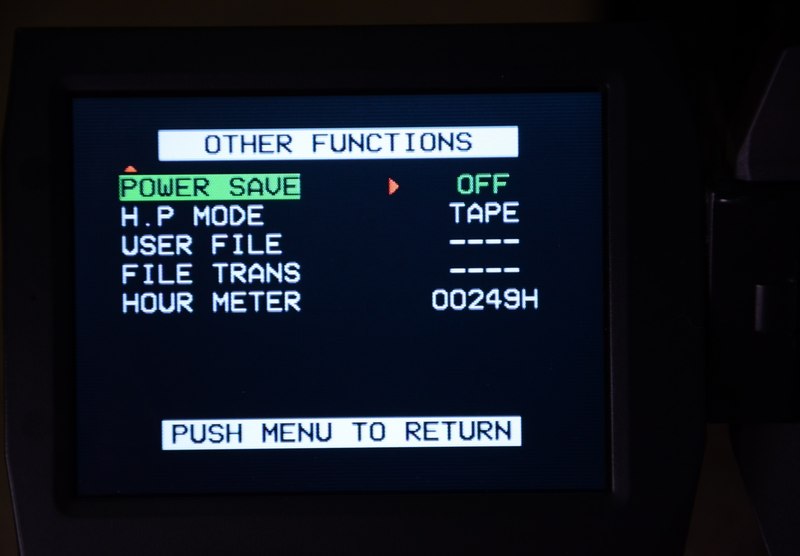 OTHER FUNCTIONS
POWER SAVE OFF
H.P MODE TAPE
USER FILE ----
FILE TRANS ----
HOUR METER 00249H
PUSH MENU TO RETURN